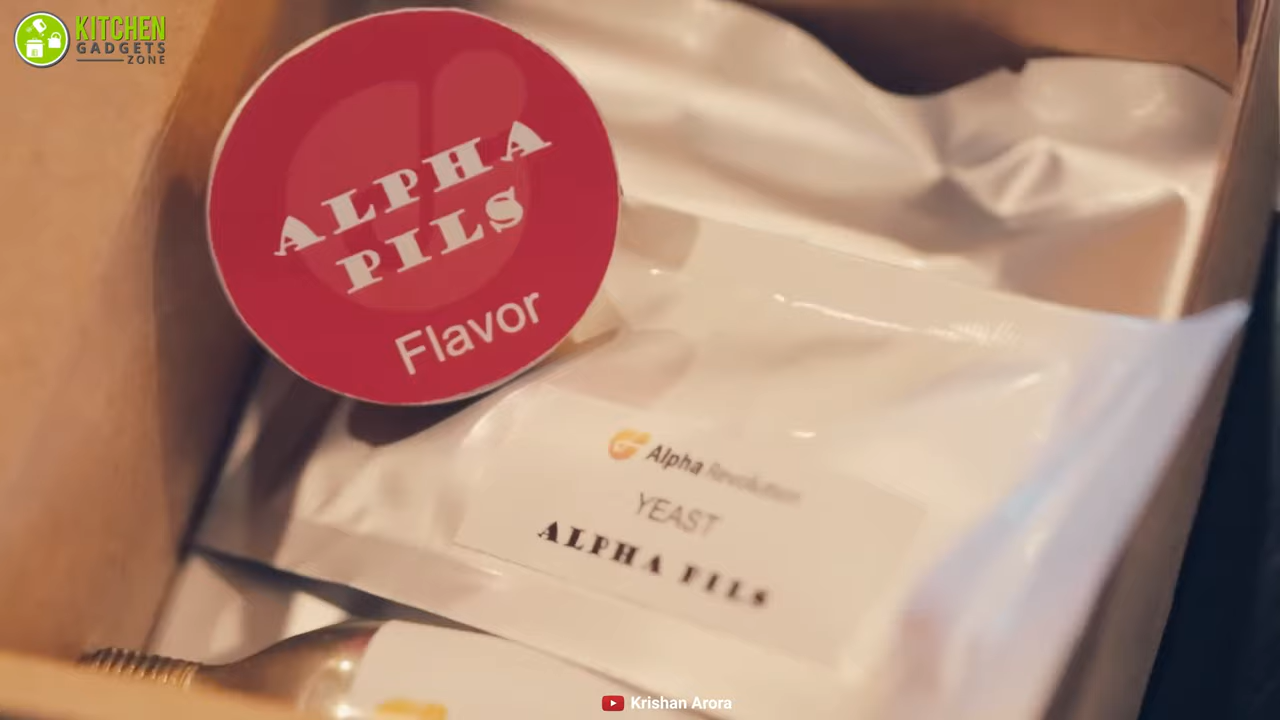 KITCHEN
GADGETS
ZONE
ALPHA
PILS
Flavor
Alpha Revolution
YEAST
ALPHA PILS
Krishan Arora